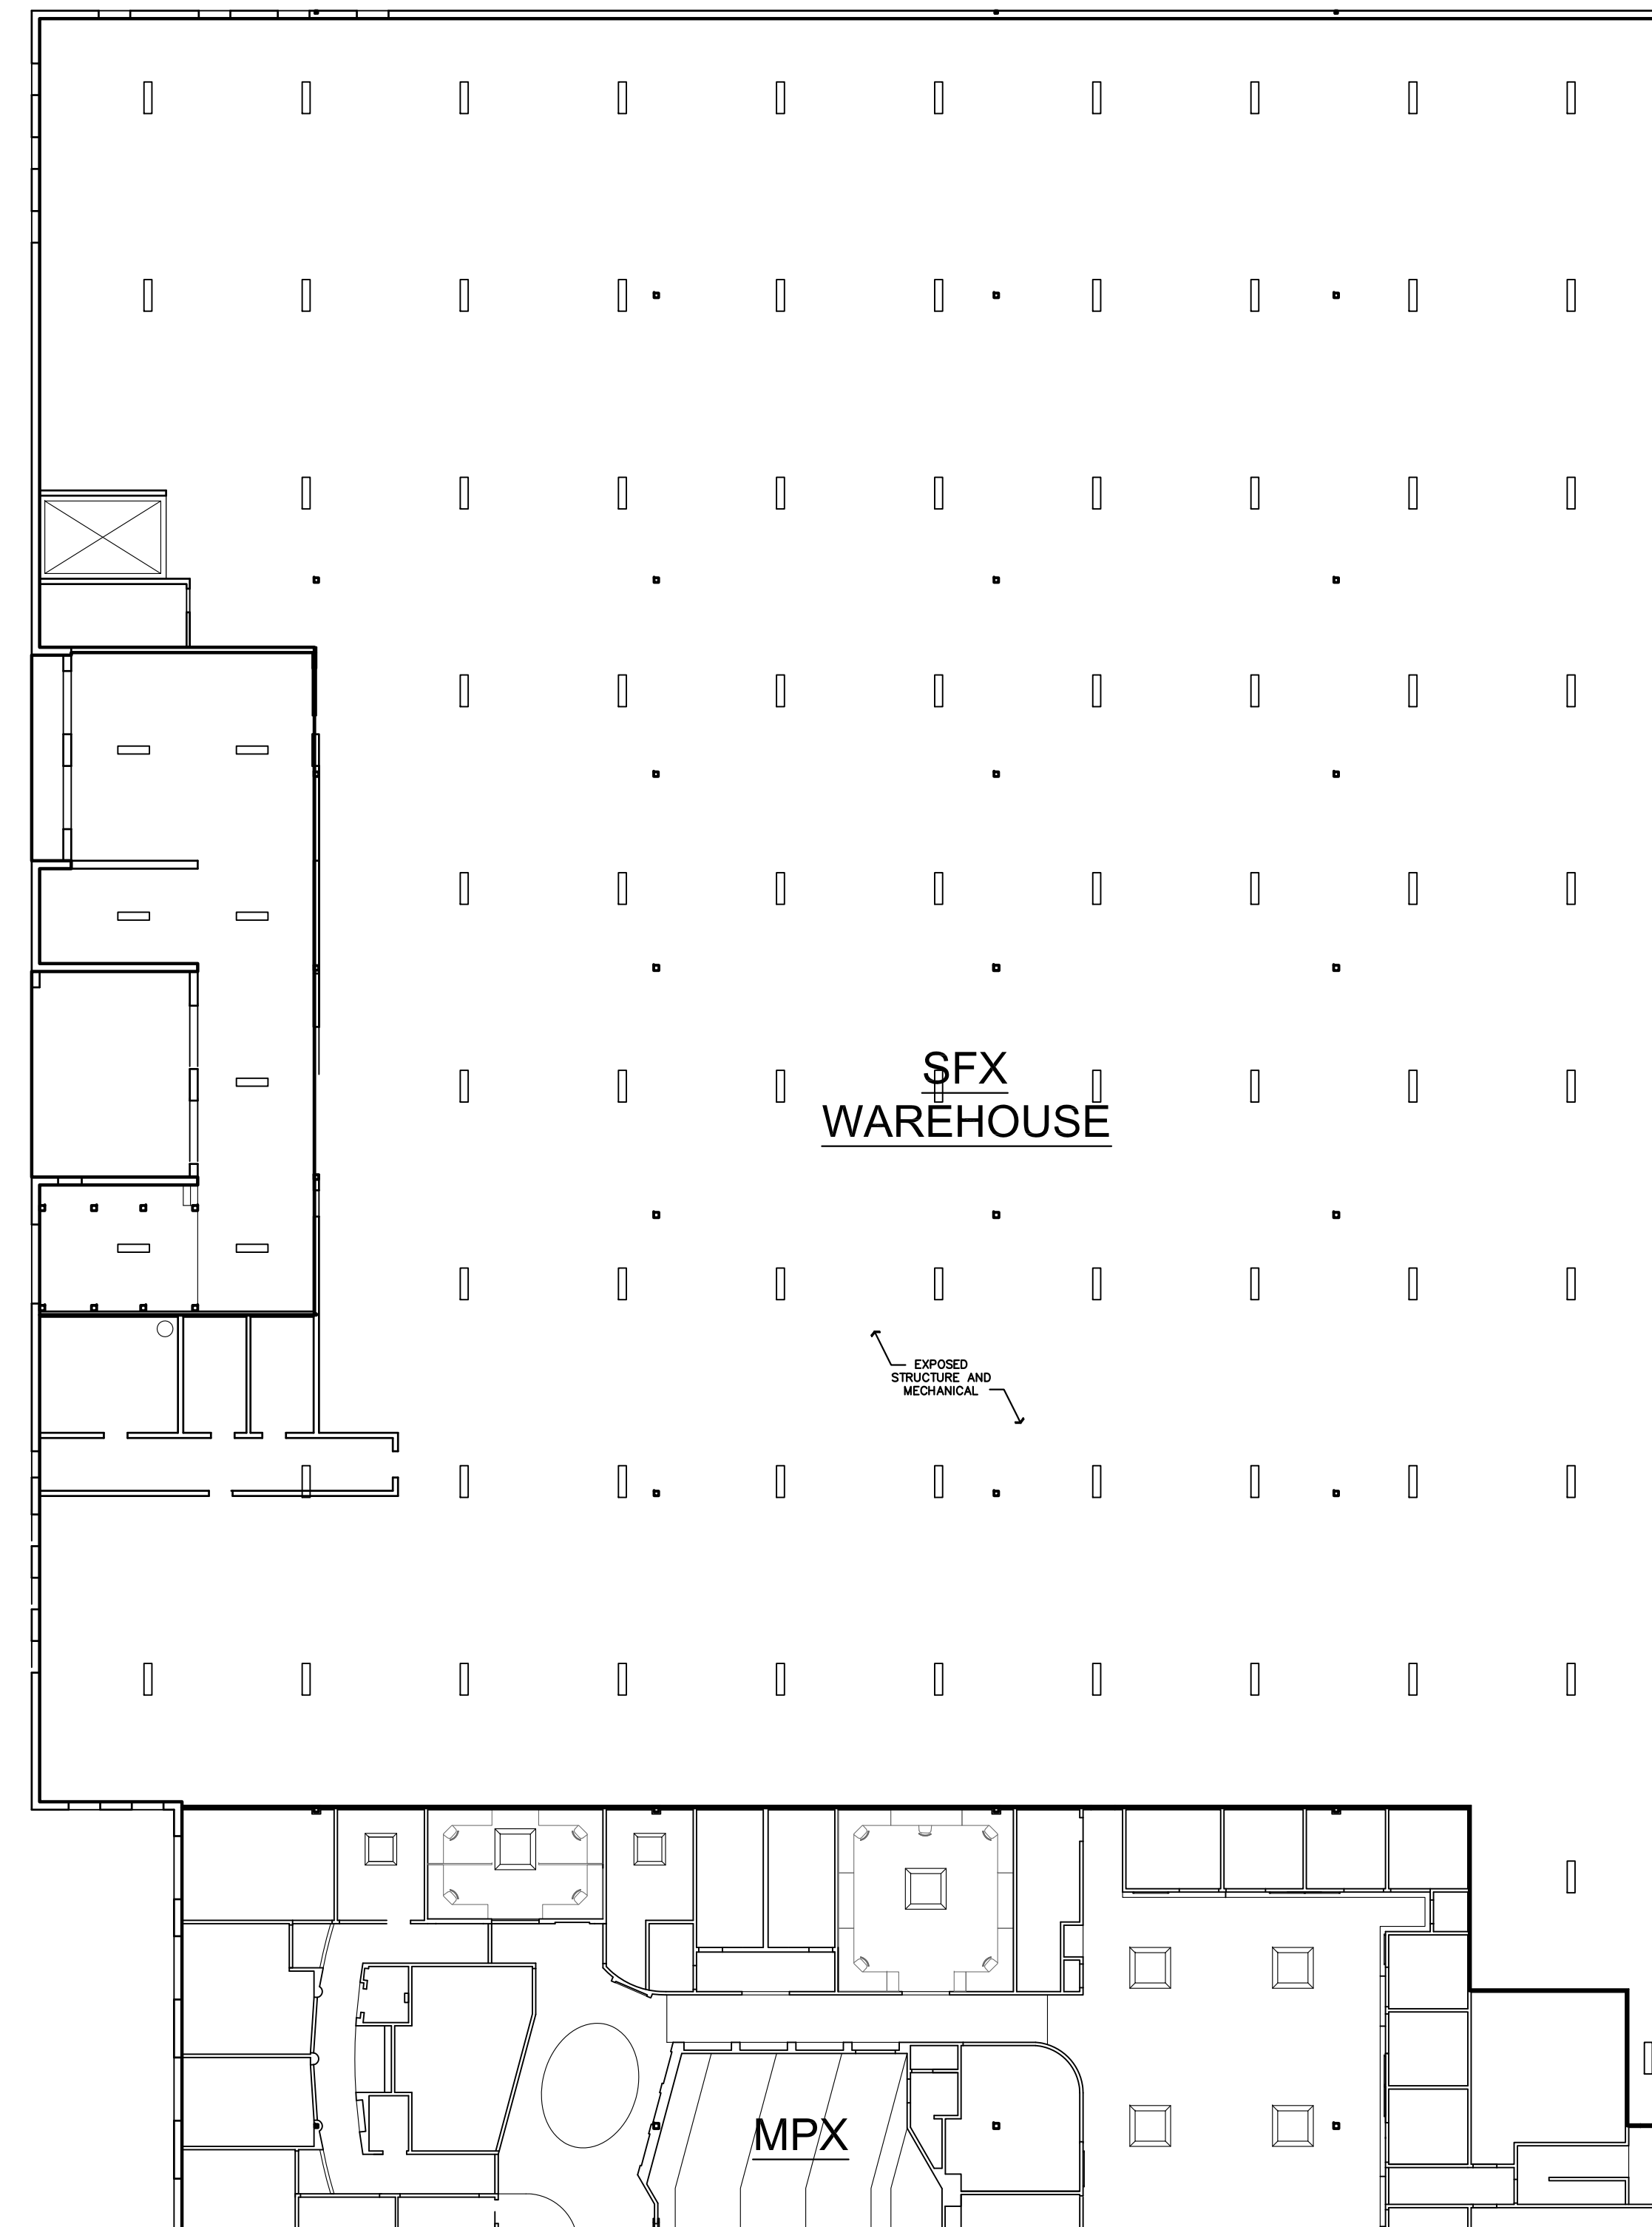 SFX
WAREHOUSE
EXPOSED
STRUCTURE AND
MECHANICAL
MPX